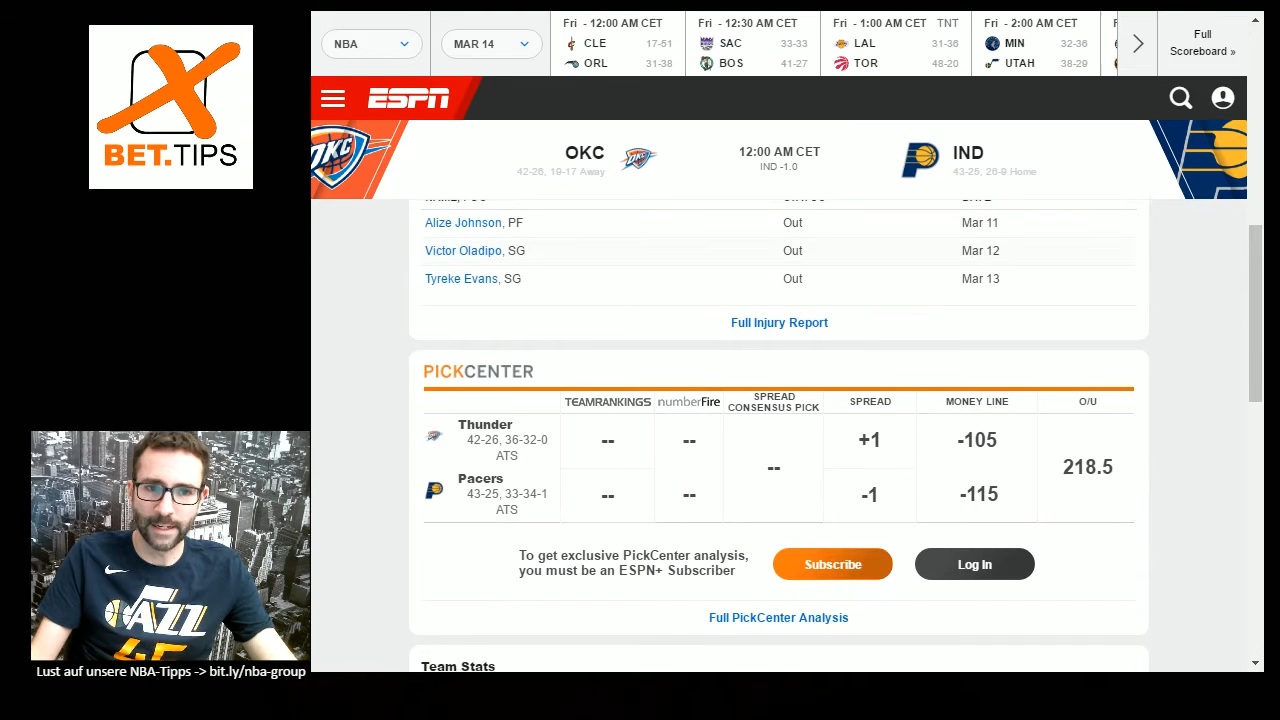 BET.TIPS
NBA
MAR 14
Fri - 12:00 AM CET
CLE 17-51
ORL 31-38
Fri - 12:30 AM CET
SAC 33-33
BOS 41-27
Fri - 1:00 AM CET TNT
LAL 31-36
TOR 48-20
Fri - 2:00 AM CET
MIN 32-36
UTAH 38-29
Full
Scoreboard »
ESPN
OKC
OKC
42-26, 19-17 Away
12:00 AM CET
IND -1.0
IND
43-25, 26-9 Home
Alize Johnson, PF Out Mar 11
Victor Oladipo, SG Out Mar 12
Tyreke Evans, SG Out Mar 13
Full Injury Report
PICKCENTER
TEAMRANKINGS numberFire SPREAD CONSENSUS PICK SPREAD MONEY LINE O/U
Thunder
42-26, 36-32-0
ATS
-- -- -- +1 -105 218.5
Pacers
43-25, 33-34-1
ATS
-- -- -1 -115
To get exclusive PickCenter analysis,
you must be an ESPN+ Subscriber
Subscribe
Log In
Full PickCenter Analysis
Team Stats
JAZZ
45
Lust auf unsere NBA-Tipps -> bit.ly/nba-group